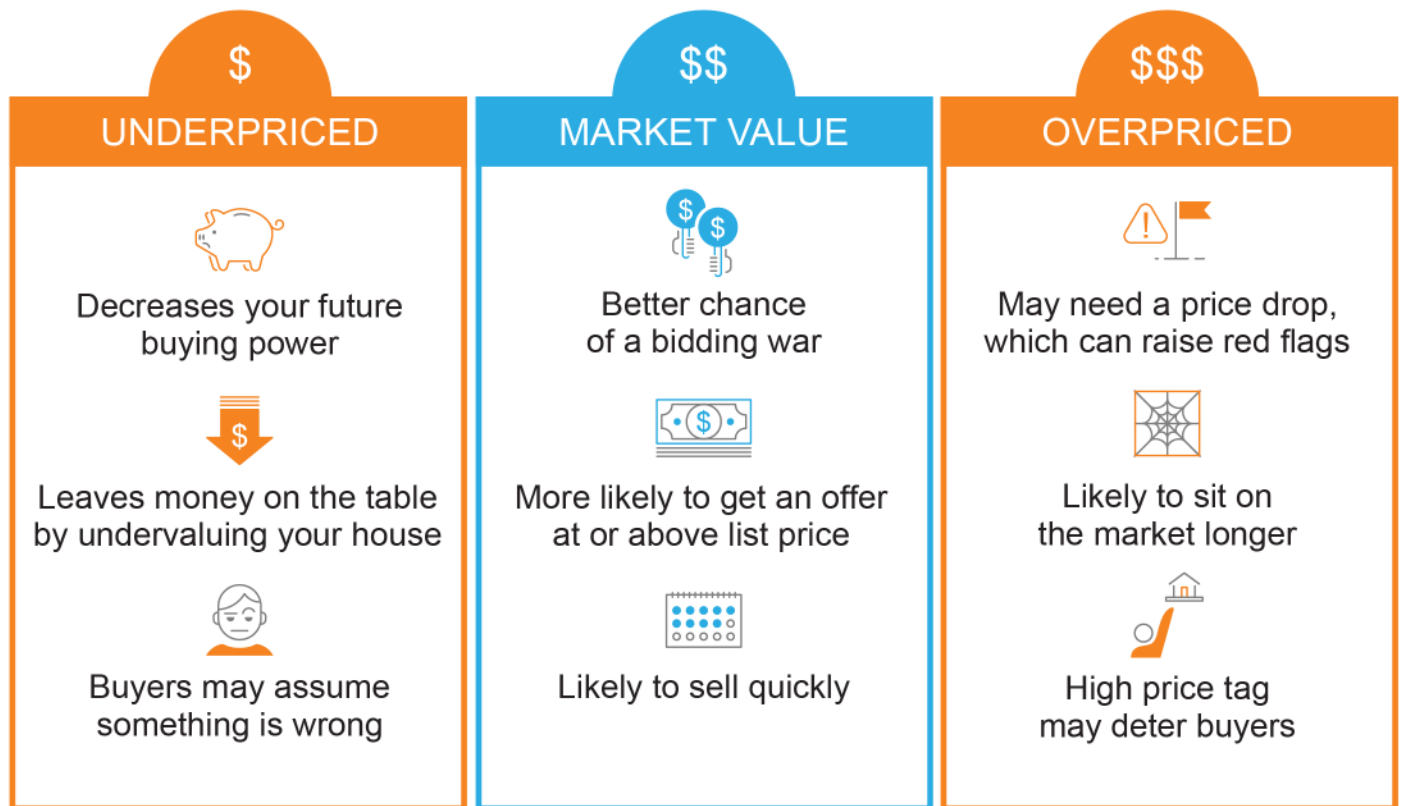 $
UNDERPRICED
Decreases your future
buying power
$
Leaves money on the table
by undervaluing your house
Buyers may assume
something is wrong
$$
MARKET VALUE
$
$
Better chance
of a bidding war
$
More likely to get an offer
at or above list price
Likely to sell quickly
$$$
OVERPRICED
!
May need a price drop,
which can raise red flags
Likely to sit on
the market longer
High price tag
may deter buyers